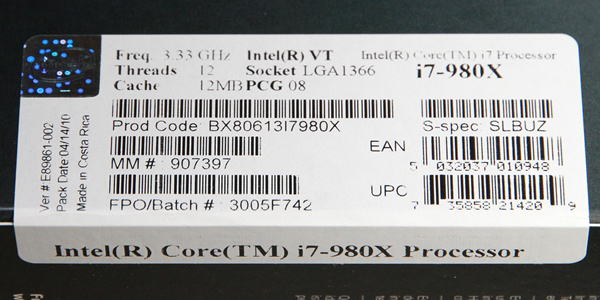 Freq. 3.33 GHz Intel(R) VT Intel(R) Core(TM) i7 Processor
Threads 12 Socket LGA1366 i7-980X
Cache 12MB PCG 08
Prod Code: BX80613I7980X S-spec: SLBUZ
EAN
MM #: 907397 5 032037 010948
UPC
FPO/Batch #: 3005F742 7 35858 21420 9
Ver # E89861-002
Pack Date 04/14/10
Made in Costa Rica
Intel(R) Core(TM) i7-980X Processor